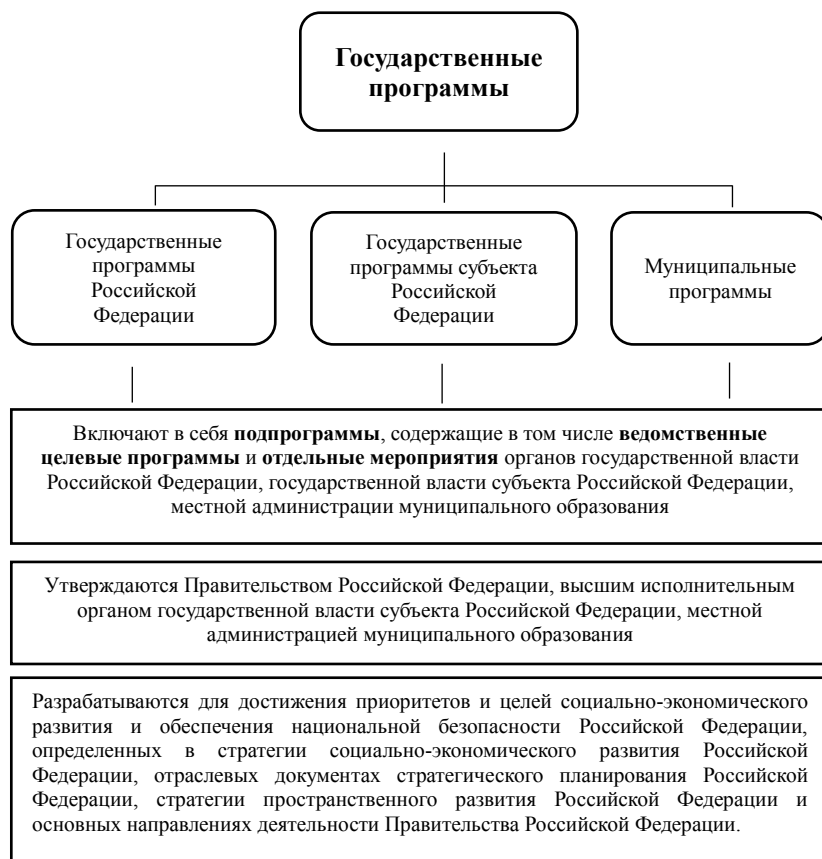 Государственные
программы
Государственные
программы
Российской
Федерации
Государственные
программы субъекта
Российской
Федерации
Муниципальные
программы
Включают в себя подпрограммы, содержащие в том числе ведомственные
целевые программы и отдельные мероприятия органов государственной власти
Российской Федерации, государственной власти субъекта Российской Федерации,
местной администрации муниципального образования
Утверждаются Правительством Российской Федерации, высшим исполнительным
органом государственной власти субъекта Российской Федерации, местной
администрацией муниципального образования
Разрабатываются для достижения приоритетов и целей социально-экономического
развития и обеспечения национальной безопасности Российской Федерации,
определенных в стратегии социально-экономического развития Российской
Федерации, отраслевых документах стратегического планирования Российской
Федерации, стратегии пространственного развития Российской Федерации и
основных направлениях деятельности Правительства Российской Федерации.